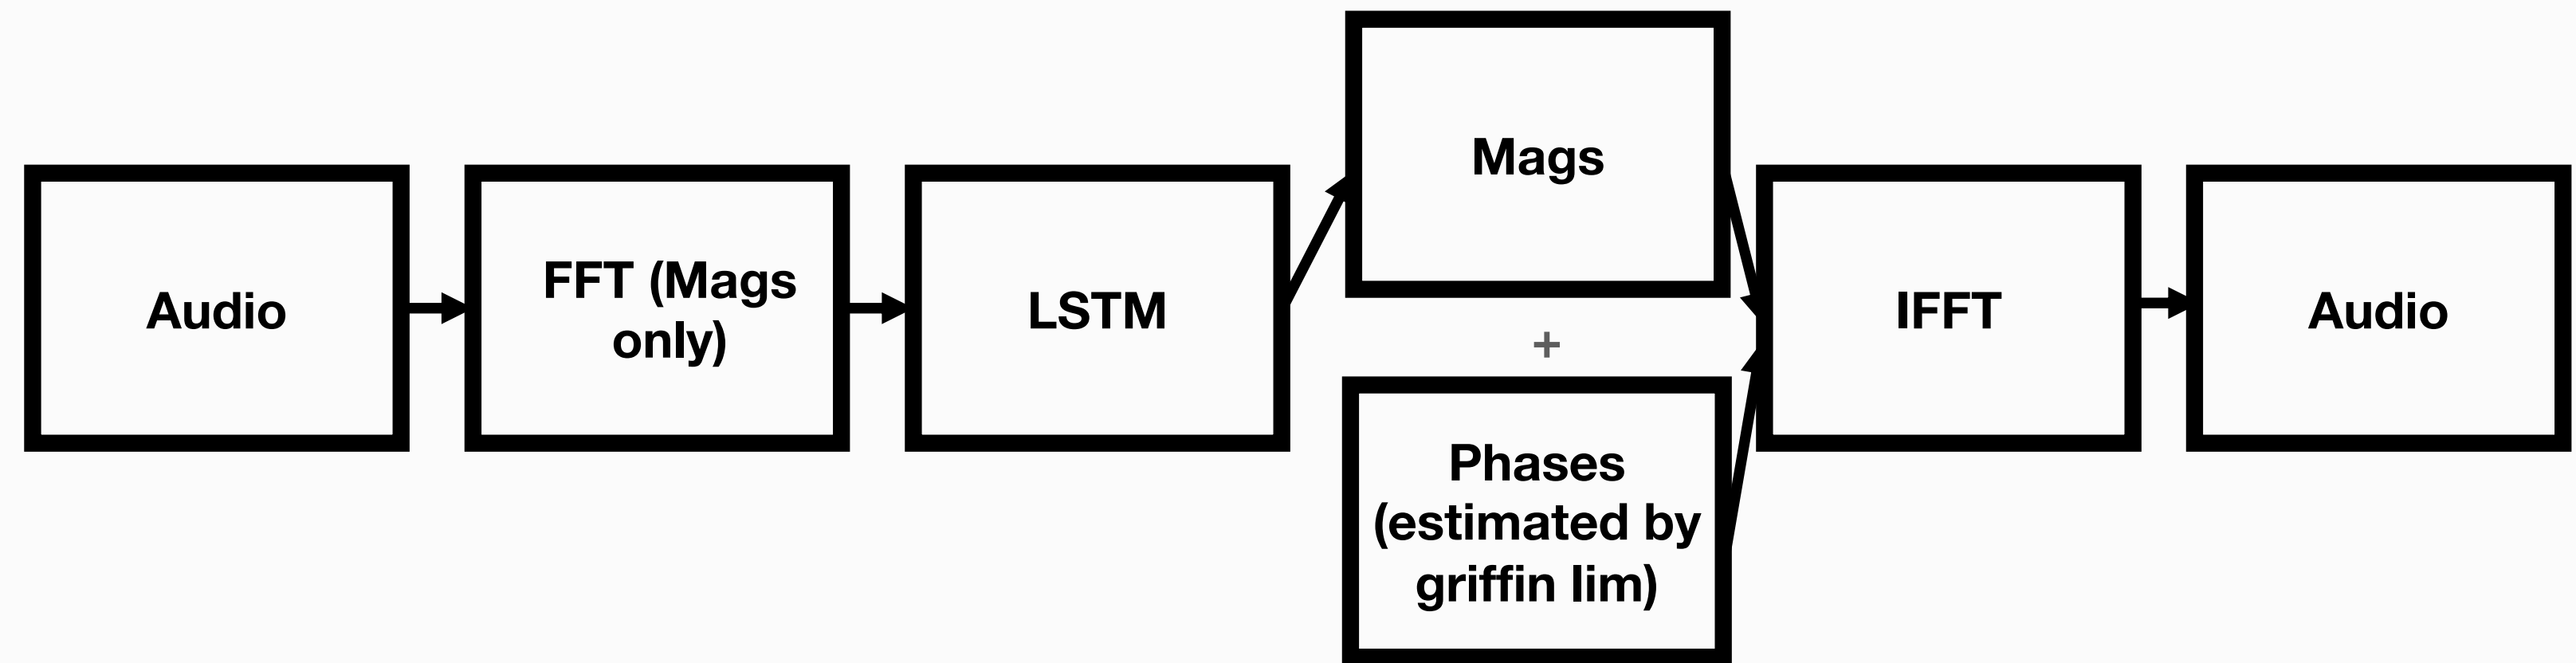 Audio
FFT (Mags
only)
LSTM
Mags
+
Phases
(estimated by
griffin lim)
IFFT
Audio